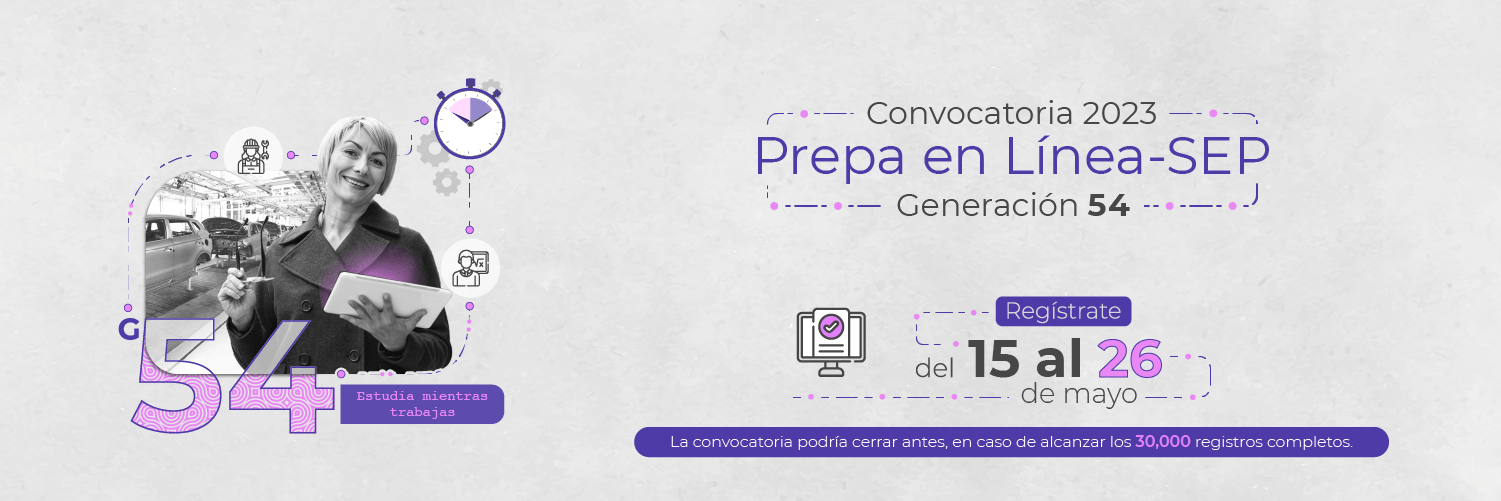 Convocatoria 2023
Prepa en Línea-SEP
Generación 54
G54
Estudia mientras
trabajas
Regístrate
del 15 al 26
de mayo
La convocatoria podría cerrar antes, en caso de alcanzar los 30,000 registros completos.